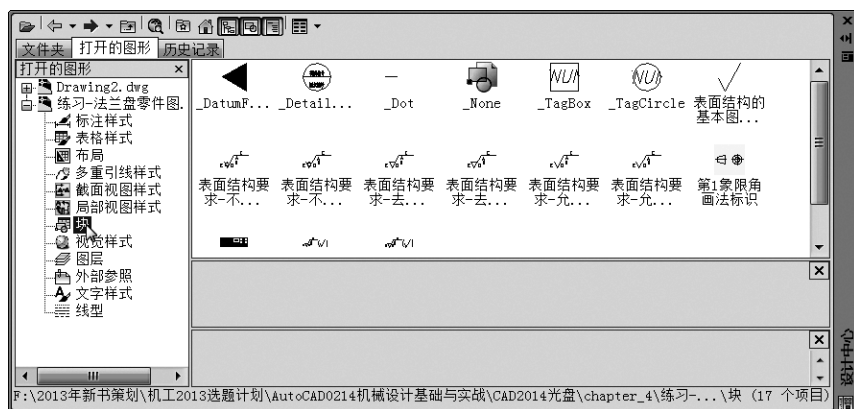 文件夹 打开的图形 历史记录
打开的图形
Drawing2.dwg
练习-法兰盘零件图.
标注样式
表格样式
布局
多重引线样式
截面视图样式
局部视图样式
块
视觉样式
图层
外部参照
文字样式
线型
_DatumF... _Detail... _Dot _None _TagBox _TagCircle 表面结构的基本图...
表面结构要求-不... 表面结构要求-不... 表面结构要求-去... 表面结构要求-去... 表面结构要求-允... 表面结构要求-允... 第1象限角画法标识
设计中心
F:\2013年新书策划\机工2013选题计划\AutoCAD0214机械设计基础与实战\CAD2014光盘\chapter_4\练习-...\块 (17 个项目)